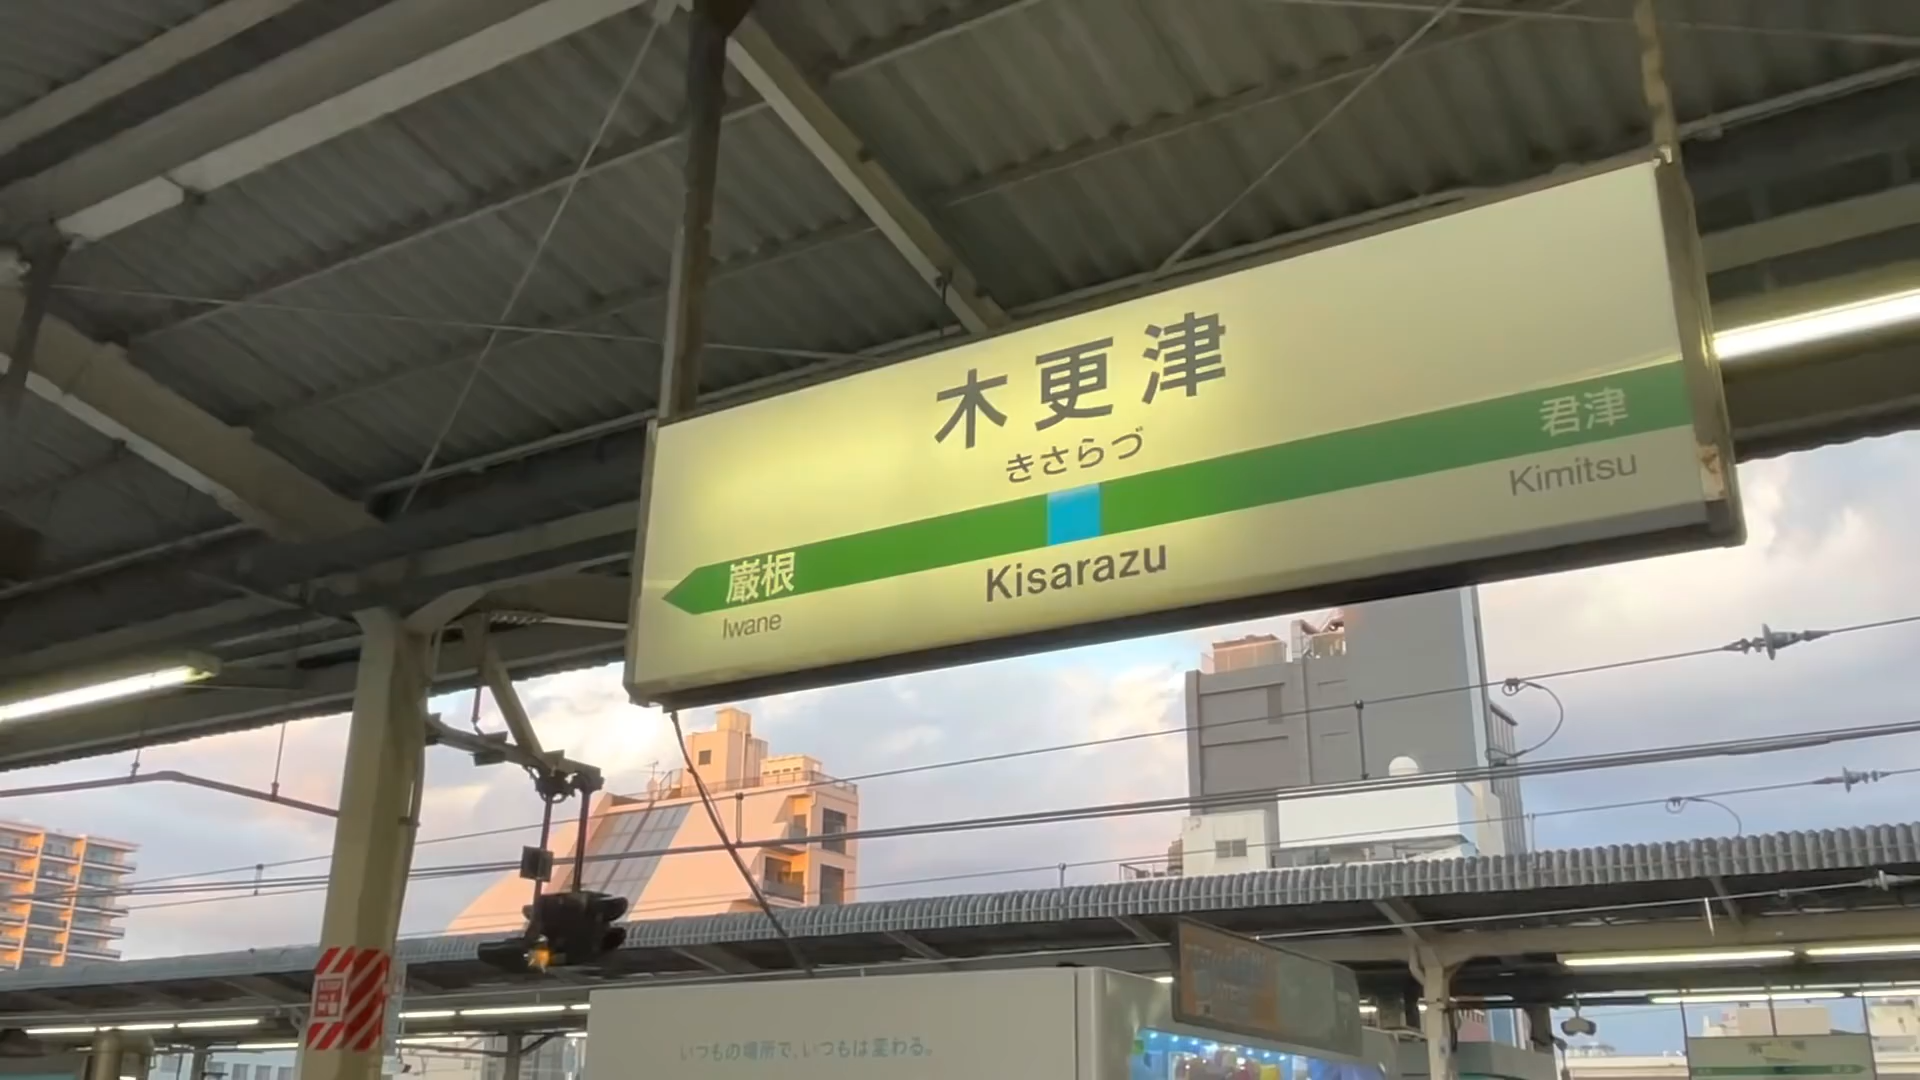 木更津
きさらづ
君津
Kimitsu
巌根
Iwane
Kisarazu
いつもの場所で、いつもは変わる。